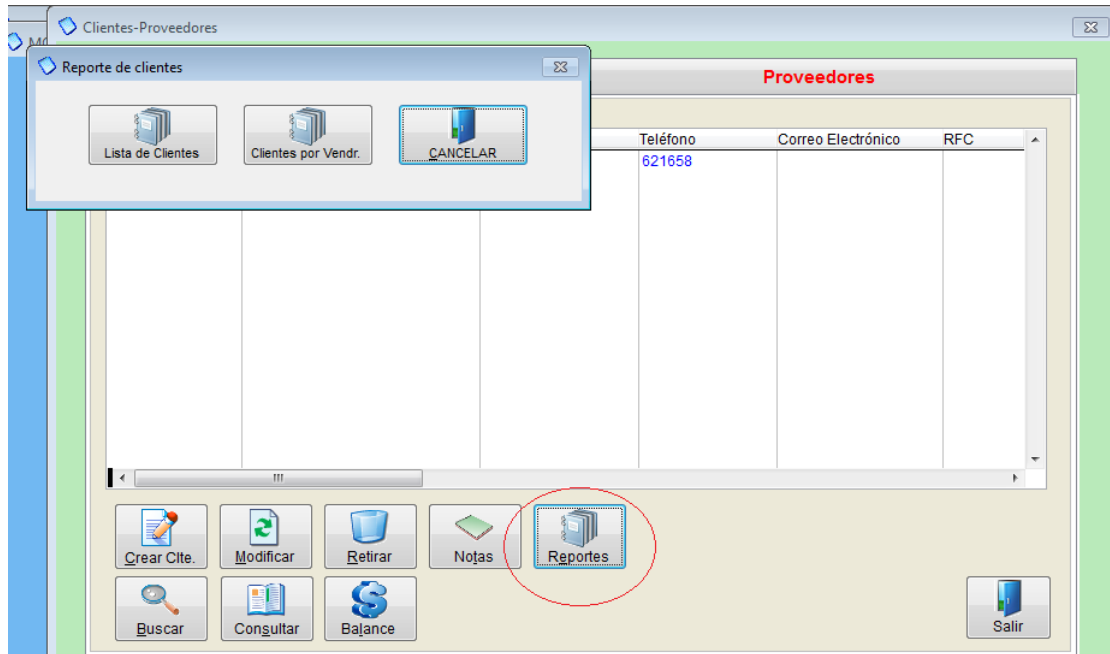 Clientes-Proveedores
Reporte de clientes
Proveedores
Lista de Clientes
Clientes por Vendr.
CANCELAR
Teléfono
Correo Electrónico
RFC
621658
Crear Clte.
Modificar
Retirar
Notas
Reportes
Buscar
Consultar
Balance
Salir